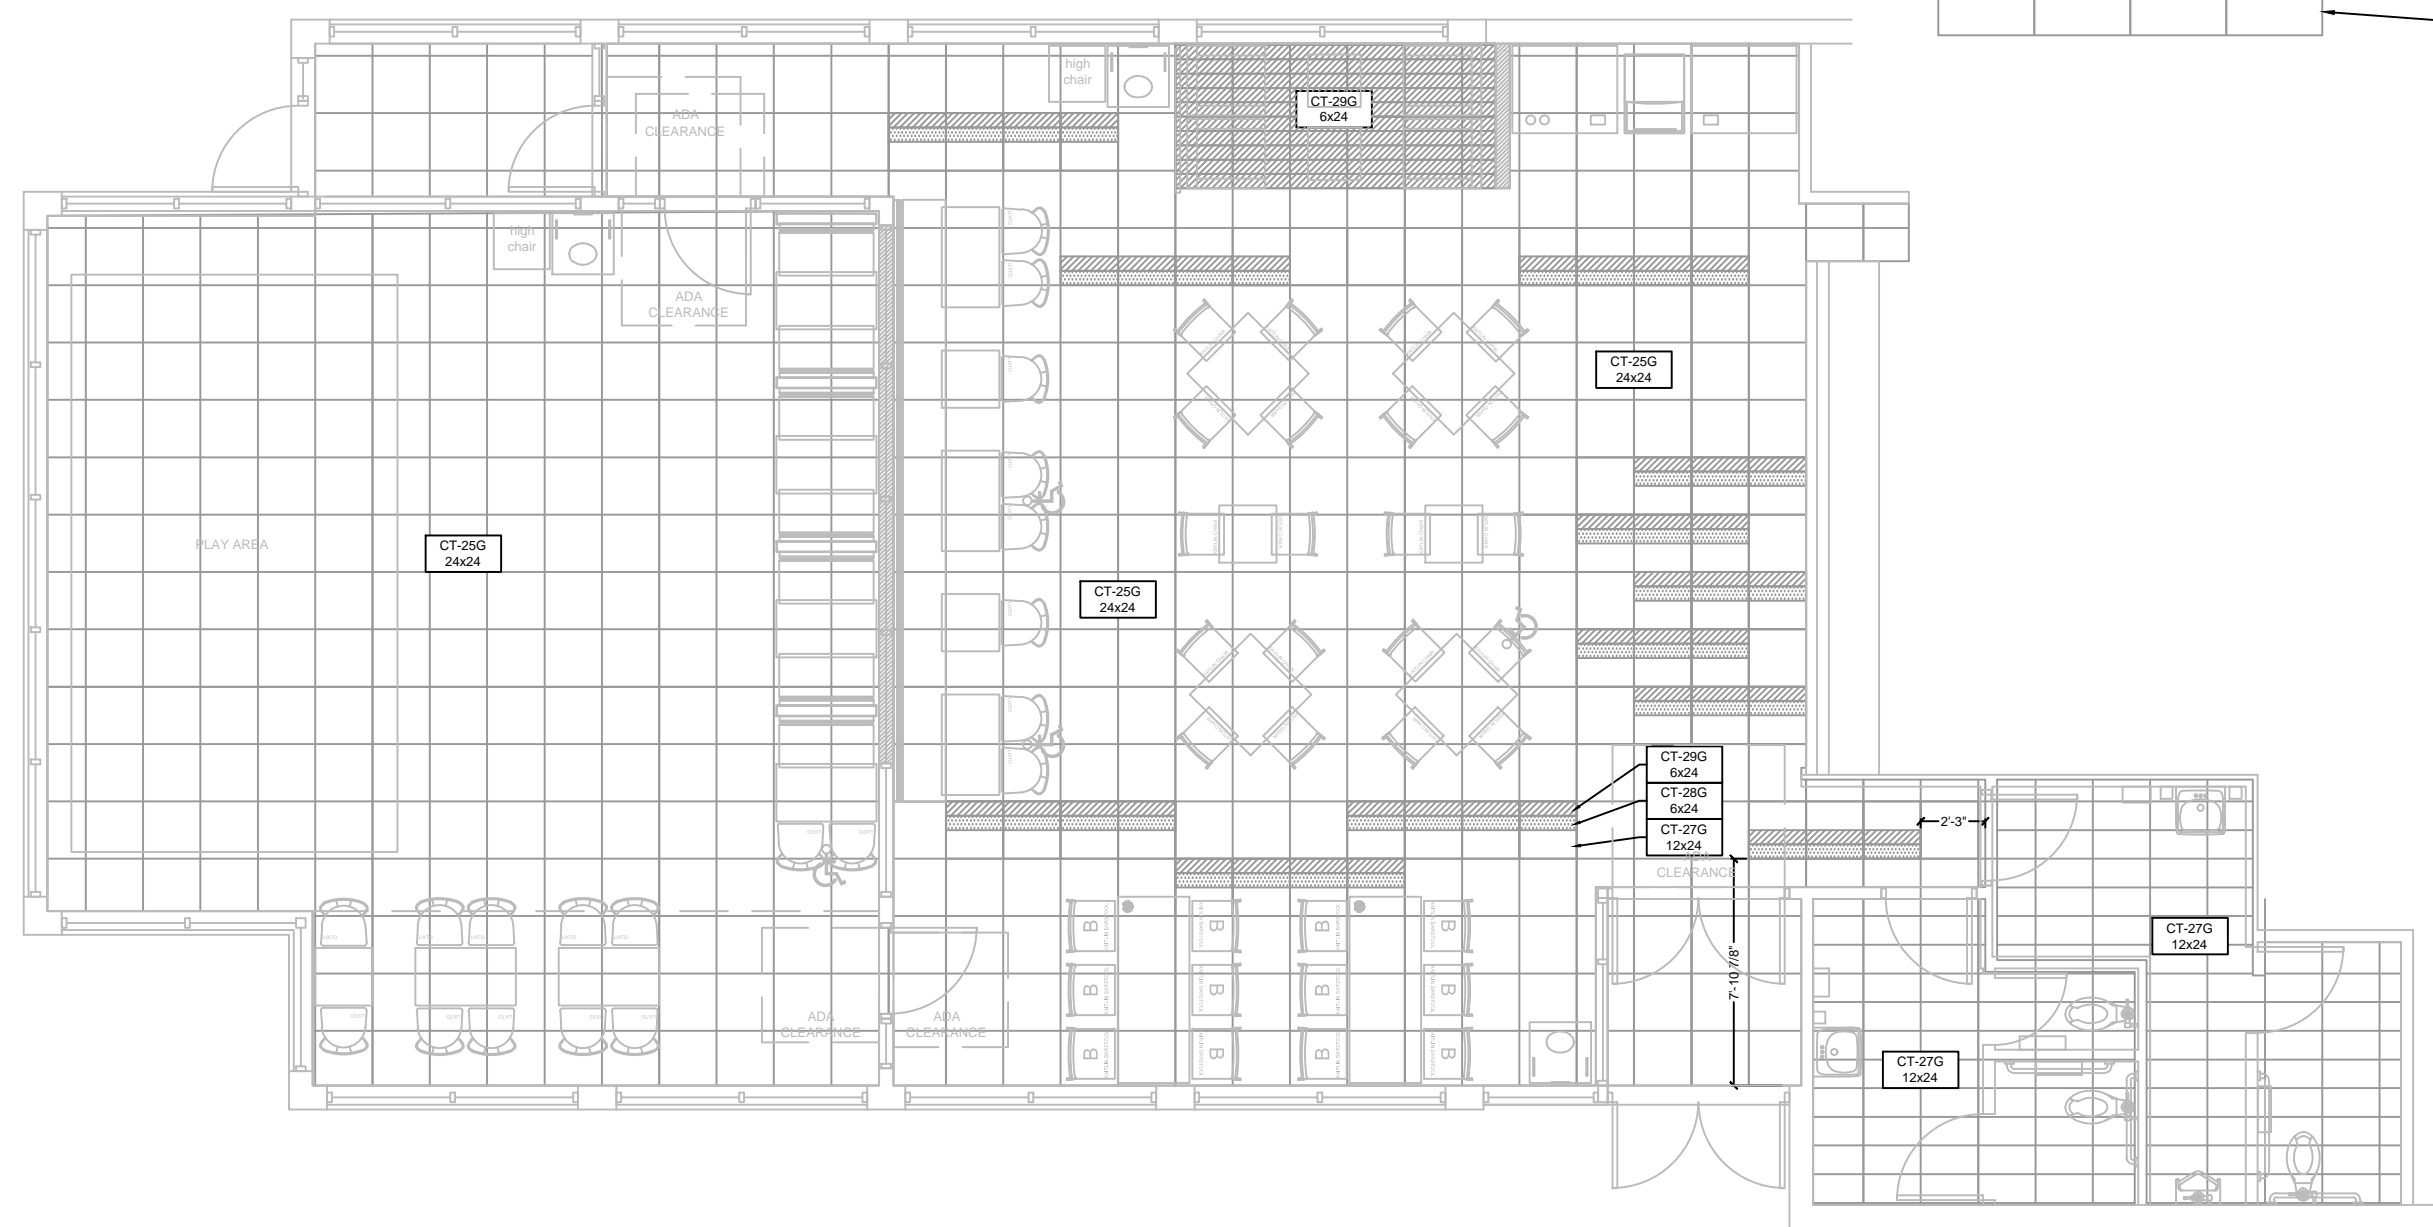 high
chair
CT-29G
6x24
ADA
CLEARANCE
high
chair
ADA
CLEARANCE
CT-25G
24x24
PLAY AREA
CT-25G
24x24
CT-25G
24x24
CT-29G
6x24
CT-28G
6x24
CT-27G
12x24
2'-3"
ADA
CLEARANCE
CT-27G
12x24
7'-10 7/8"
ADA
CLEARANCE
ADA
CLEARANCE
CT-27G
12x24
B
B
B
B
B
B
B
B
B
B
B
B